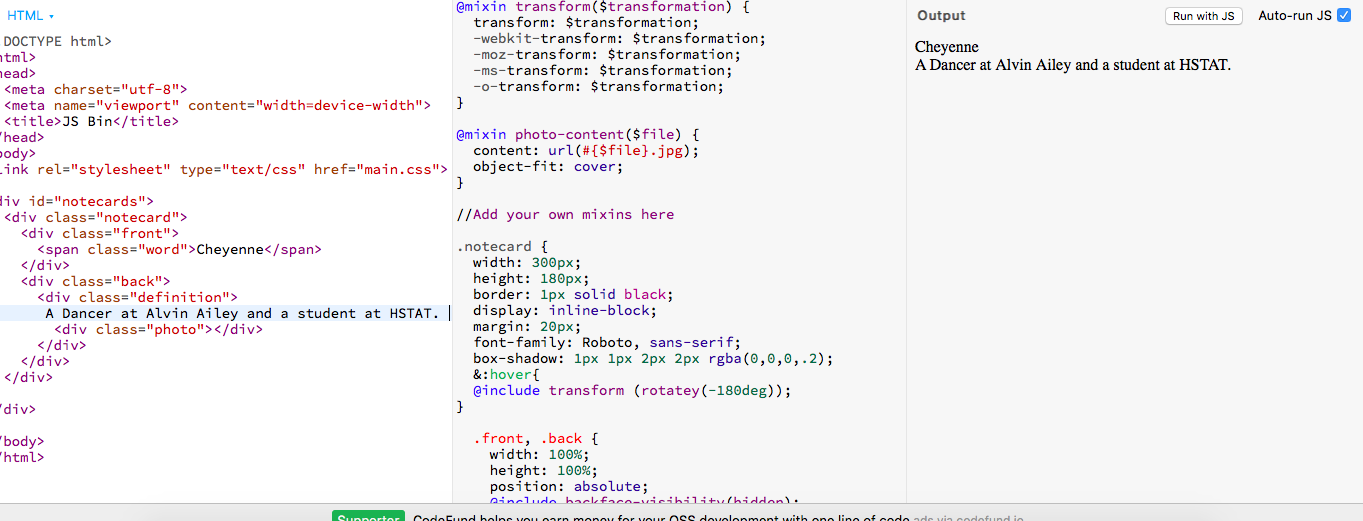 HTML
DOCTYPE html>
html>
head>
<meta charset="utf-8">
<meta name="viewport" content="width=device-width">
<title>JS Bin</title>
/head>
body>
link rel="stylesheet" type="text/css" href="main.css">
div id="notecards">
<div class="notecard">
<div class="front">
<span class="word">Cheyenne</span>
</div>
<div class="back">
<div class="definition">
A Dancer at Alvin Ailey and a student at HSTAT.
<div class="photo"></div>
</div>
</div>
</div>
/div>
/body>
/html>
@mixin transform($transformation) {
transform: $transformation;
-webkit-transform: $transformation;
-moz-transform: $transformation;
-ms-transform: $transformation;
-o-transform: $transformation;
}
@mixin photo-content($file) {
content: url(#{$file}.jpg);
object-fit: cover;
}
//Add your own mixins here
.notecard {
width: 300px;
height: 180px;
border: 1px solid black;
display: inline-block;
margin: 20px;
font-family: Roboto, sans-serif;
box-shadow: 1px 1px 2px 2px rgba(0,0,0,.2);
&:hover{
@include transform (rotatey(-180deg));
}
.front, .back {
width: 100%;
height: 100%;
position: absolute;
@include backface-visibility(hidden);
Output
Run with JS
Auto-run JS
Cheyenne
A Dancer at Alvin Ailey and a student at HSTAT.
Supporter CodeFund helps you earn money for your OSS development with one line of code ads via codefund.io